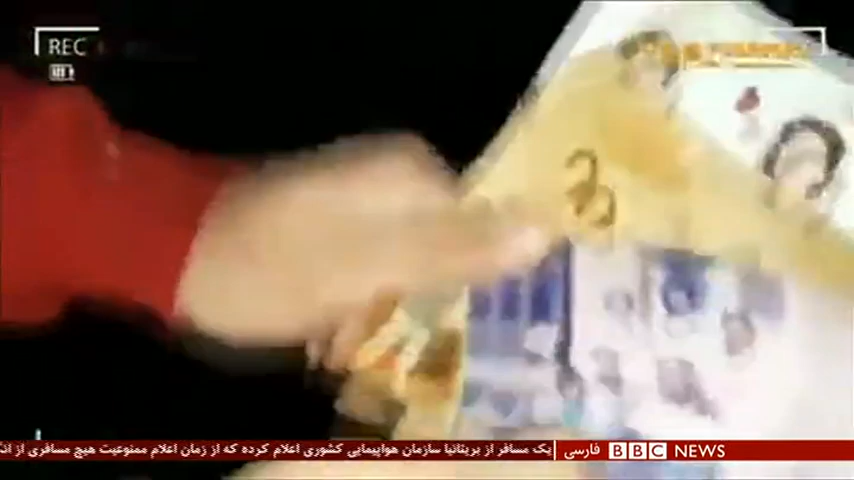 REC
BBC NEWS فارسی یک مسافر از بریتانیا سازمان هواپیمایی کشوری اعلام کرده که از زمان اعلام ممنوعیت هیچ مسافری از